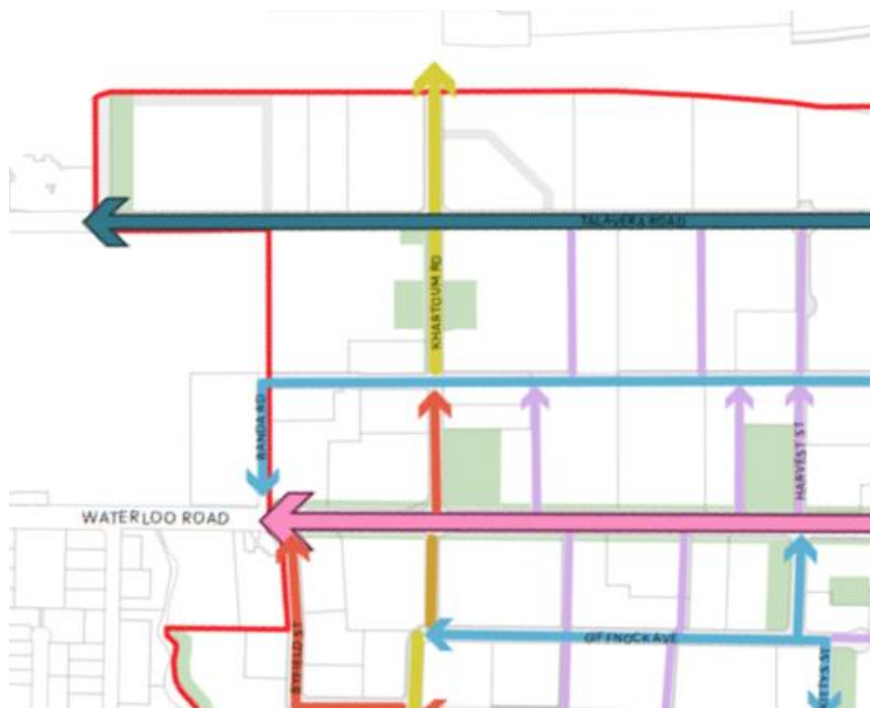 TALAVERA ROAD
KHARTOUM RD
BANDA RD
HARVEST ST
WATERLOO ROAD
GIFFNOCK AVE
BYFIELD ST